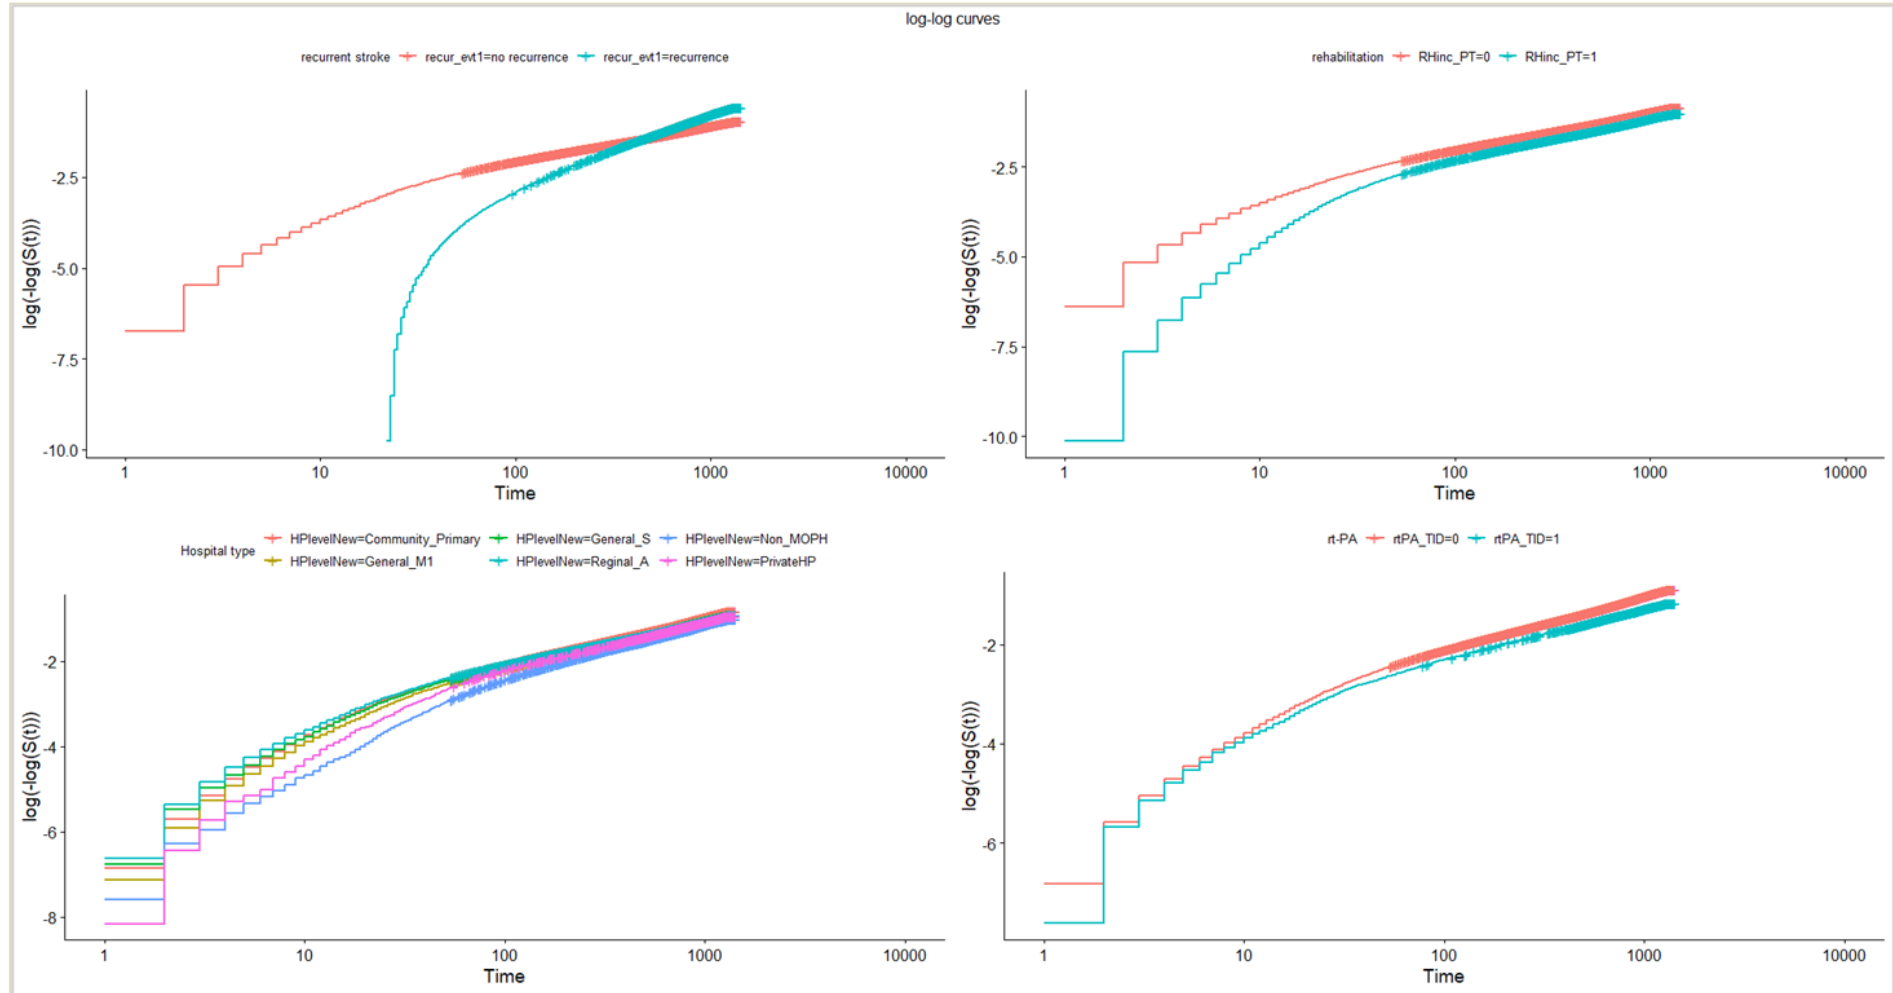 log-log curves
recurrent stroke recur_evt1=no recurrence recur_evt1=recurrence
log(-log(S(t)))
-2.5
-5.0
-7.5
-10.0
1 10 100 1000 10000
Time
rehabilitation RHinc_PT=0 RHinc_PT=1
log(-log(S(t)))
-2.5
-5.0
-7.5
-10.0
1 10 100 1000 10000
Time
Hospital type
HPlevelNew=Community_Primary HPlevelNew=General_S HPlevelNew=Non_MOPH
HPlevelNew=General_M1 HPlevelNew=Reginal_A HPlevelNew=PrivateHP
log(-log(S(t)))
-2
-4
-6
-8
1 10 100 1000 10000
Time
rt-PA rtPA_TID=0 rtPA_TID=1
log(-log(S(t)))
-2
-4
-6
1 10 100 1000 10000
Time